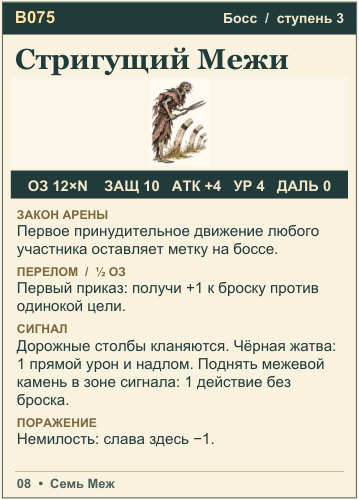 B075
Босс / ступень 3
Стригущий Межи
ОЗ 12×N ЗАЩ 10 АТК +4 УР 4 ДАЛЬ 0
ЗАКОН АРЕНЫ
Первое принудительное движение любого
участника оставляет метку на боссе.
ПЕРЕЛОМ / ½ ОЗ
Первый приказ: получи +1 к броску против
одинокой цели.
СИГНАЛ
Дорожные столбы кланяются. Чёрная жатва:
1 прямой урон и надлом. Поднять межевой
камень в зоне сигнала: 1 действие без
броска.
ПОРАЖЕНИЕ
Немилость: слава здесь −1.
08 • Семь Меж